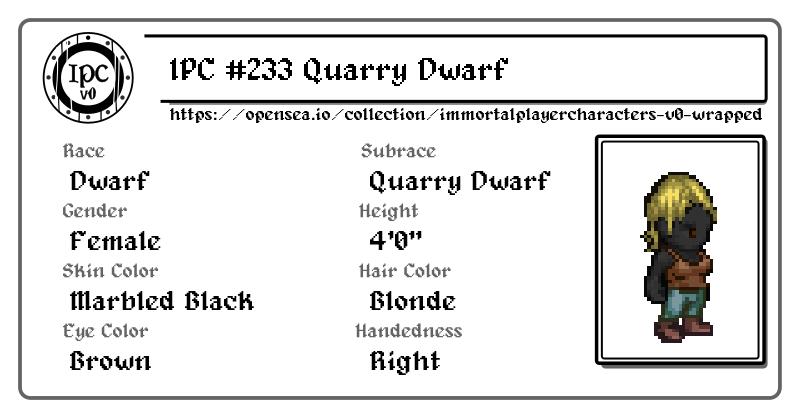 IPC
v0
IPC #233 Quarry Dwarf
https://opensea.io/collection/immortalplayercharacters-v0-wrapped
Race
Dwarf
Subrace
Quarry Dwarf
Gender
Female
Height
4'0"
Skin Color
Marbled Black
Hair Color
Blonde
Eye Color
Brown
Handedness
Right